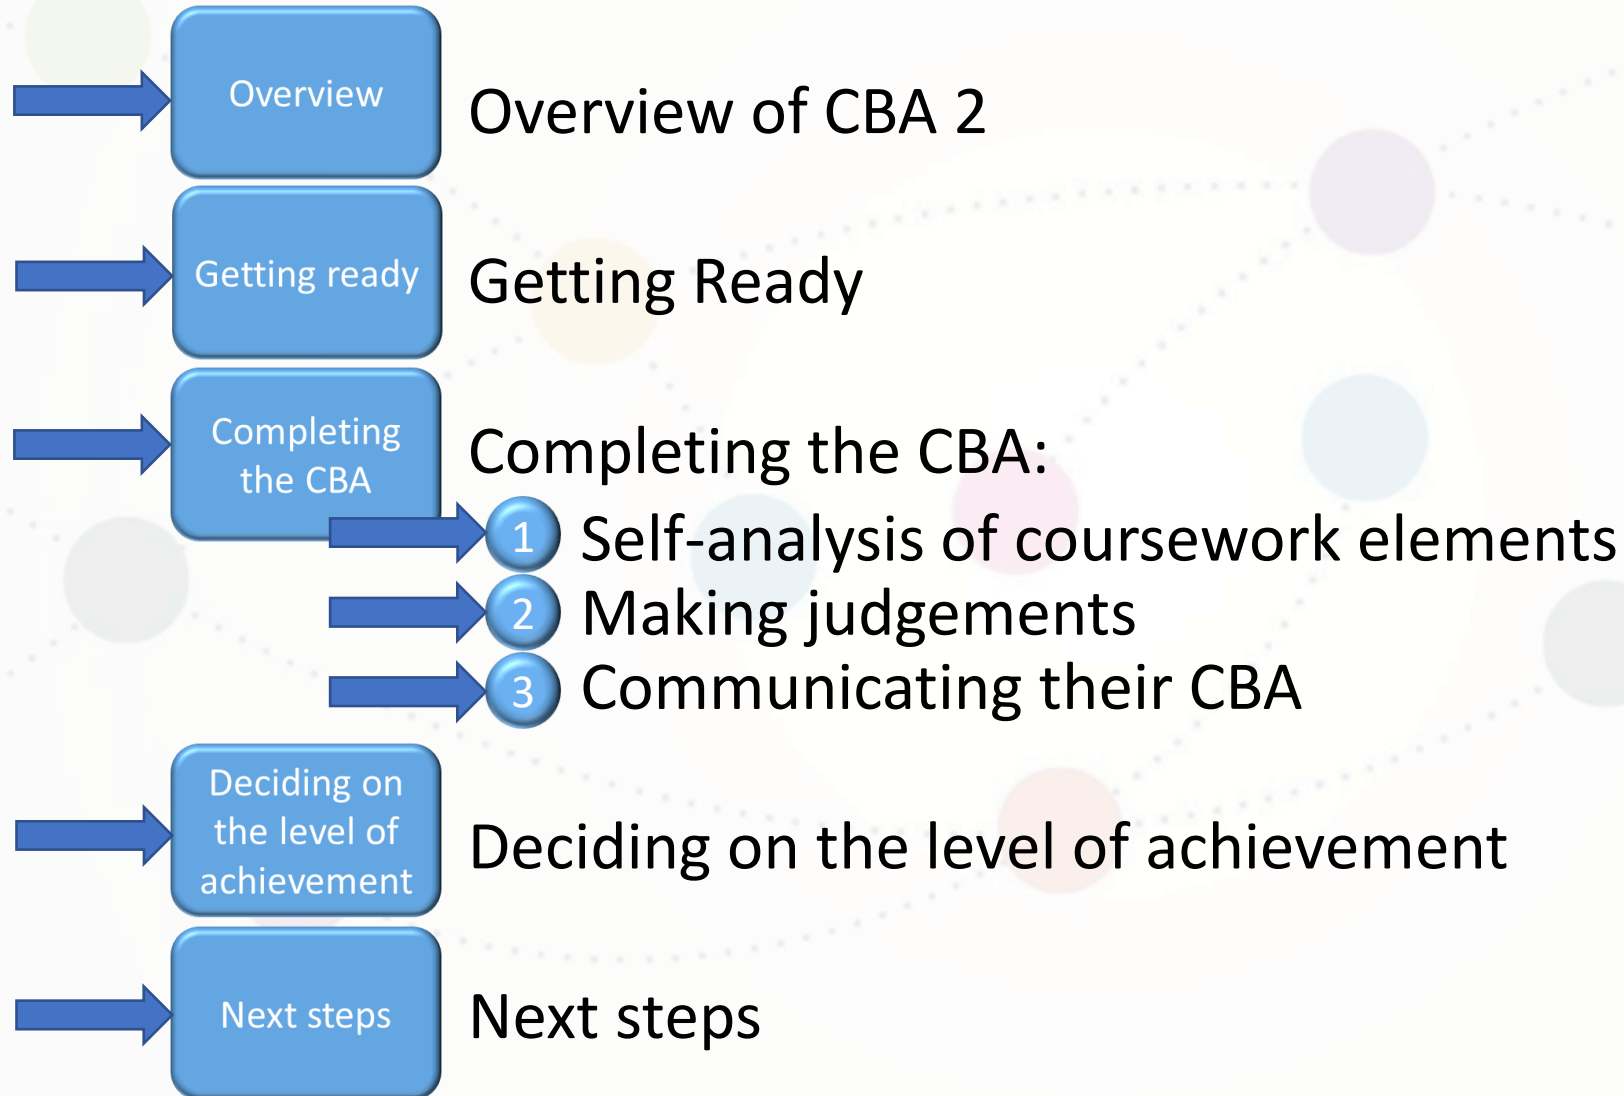 Overview
Overview of CBA 2
Getting ready
Getting Ready
Completing
the CBA
Completing the CBA:
1 Self-analysis of coursework elements
2 Making judgements
3 Communicating their CBA
Deciding on
the level of
achievement
Deciding on the level of achievement
Next steps
Next steps